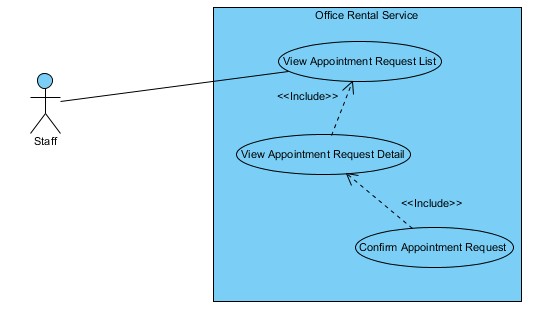 Office Rental Service
View Appointment Request List
<<Include>>
Staff
View Appointment Request Detail
<<Include>>
Confirm Appointment Request